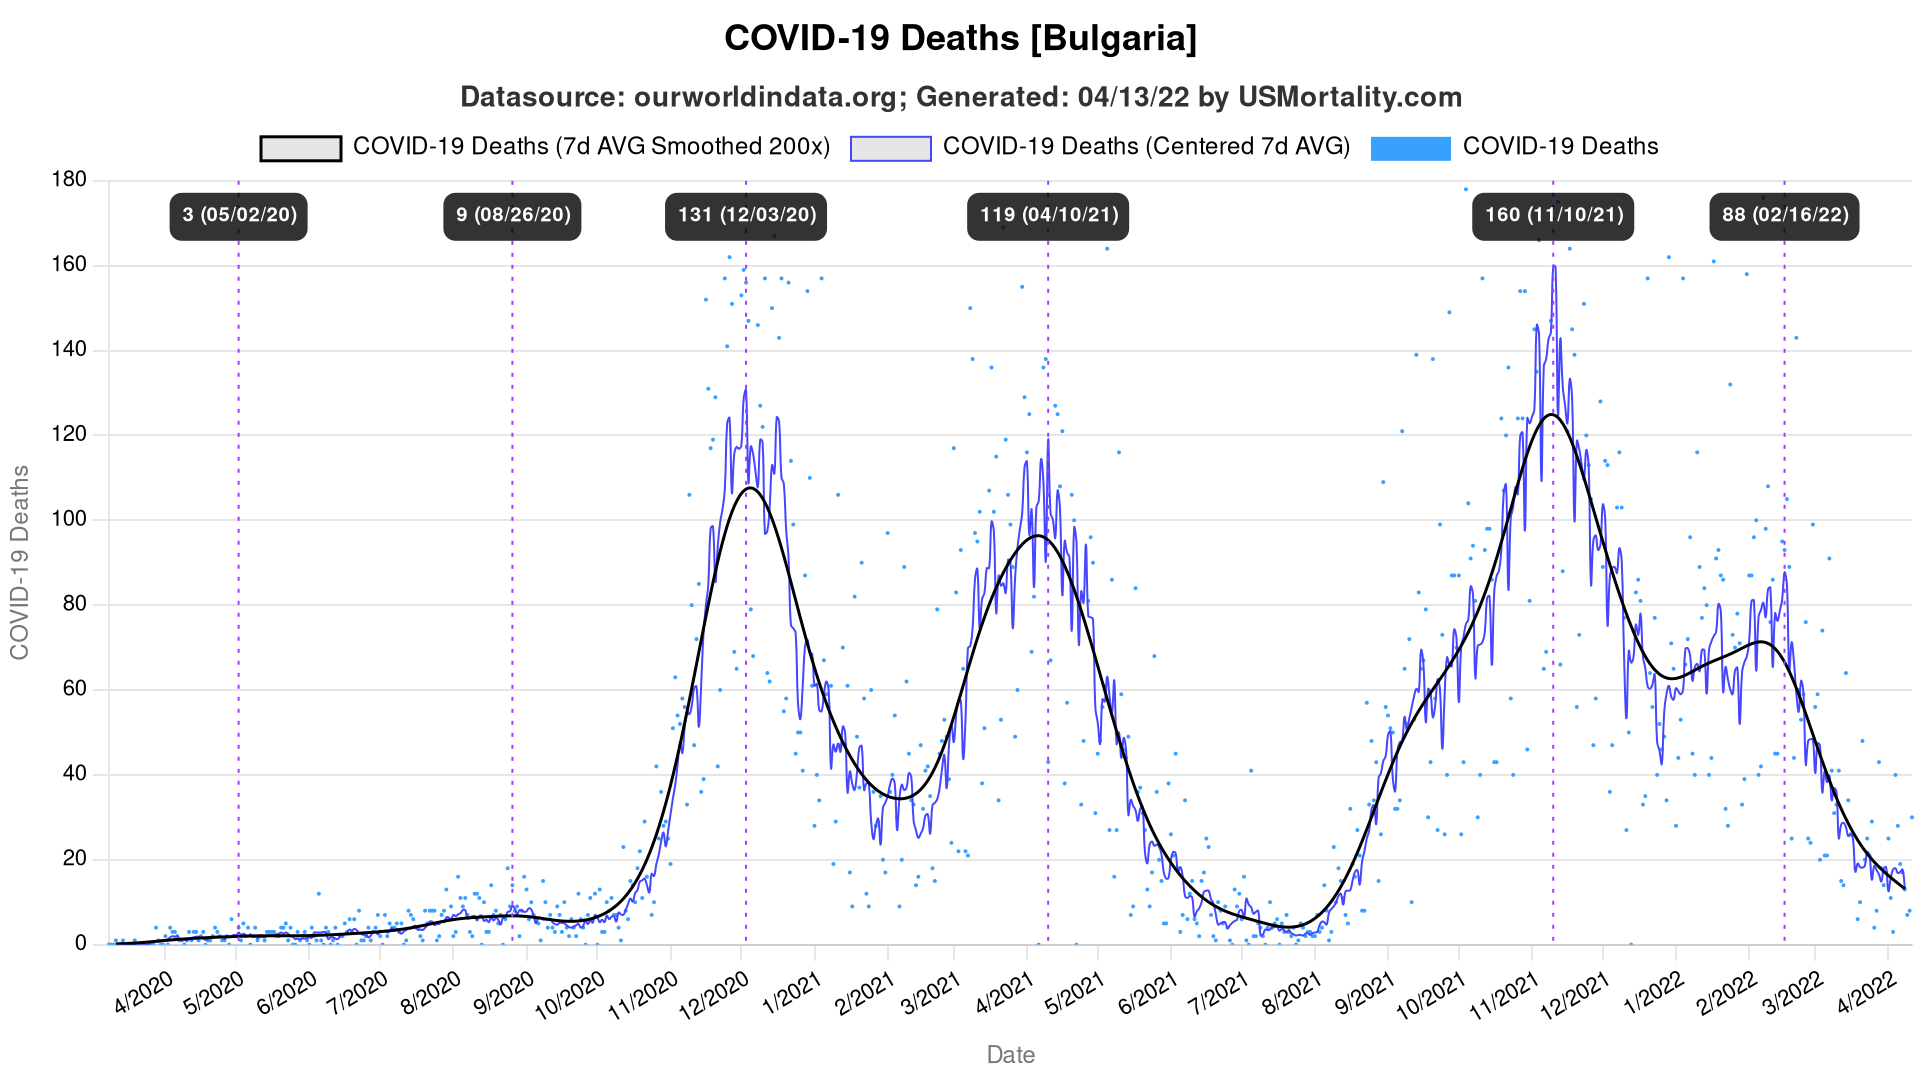 COVID-19 Deaths [Bulgaria]
Datasource: ourworldindata.org; Generated: 04/13/22 by USMortality.com
COVID-19 Deaths (7d AVG Smoothed 200x) COVID-19 Deaths (Centered 7d AVG) COVID-19 Deaths
3 (05/02/20) 9 (08/26/20) 131 (12/03/20) 119 (04/10/21) 160 (11/10/21) 88 (02/16/22)
COVID-19 Deaths
180
160
140
120
100
80
60
40
20
0
4/2020 5/2020 6/2020 7/2020 8/2020 9/2020 10/2020 11/2020 12/2020 1/2021 2/2021 3/2021 4/2021 5/2021 6/2021 7/2021 8/2021 9/2021 10/2021 11/2021 12/2021 1/2022 2/2022 3/2022 4/2022
Date